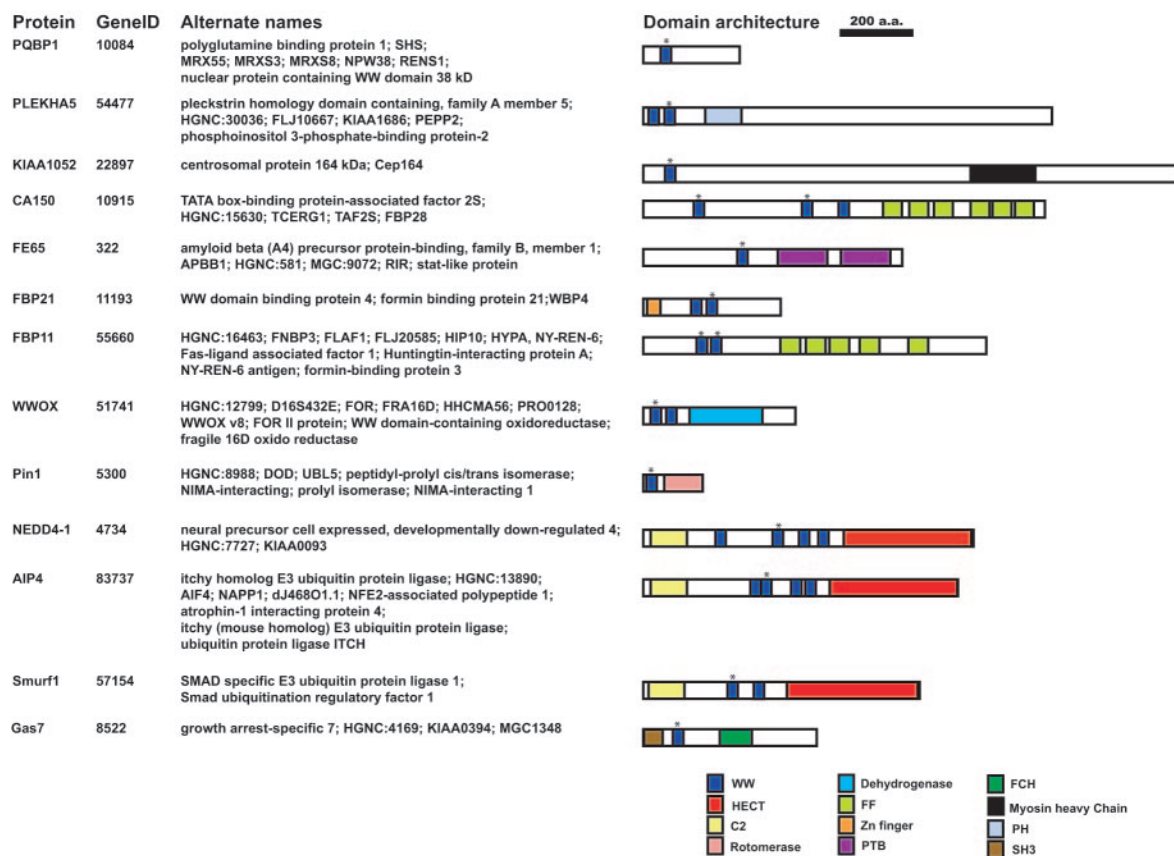 Protein GeneID Alternate names Domain architecture 200 a.a.
PQBP1 10084 polyglutamine binding protein 1; SHS; *
MRX55; MRXS3; MRXS8; NPW38; RENS1;
nuclear protein containing WW domain 38 kD
PLEKHA5 54477 pleckstrin homology domain containing, family A member 5; *
HGNC:30036; FLJ10667; KIAA1686; PEPP2;
phosphoinositol 3-phosphate-binding protein-2
KIAA1052 22897 centrosomal protein 164 kDa; Cep164 *
CA150 10915 TATA box-binding protein-associated factor 2S; * *
HGNC:15630; TCERG1; TAF2S; FBP28
FE65 322 amyloid beta (A4) precursor protein-binding, family B, member 1; *
APBB1; HGNC:581; MGC:9072; RIR; stat-like protein
FBP21 11193 WW domain binding protein 4; formin binding protein 21;WBP4 *
FBP11 55660 HGNC:16463; FNBP3; FLAF1; FLJ20585; HIP10; HYPA, NY-REN-6; * *
Fas-ligand associated factor 1; Huntingtin-interacting protein A;
NY-REN-6 antigen; formin-binding protein 3
WWOX 51741 HGNC:12799; D16S432E; FOR; FRA16D; HHCMA56; PRO0128; *
WWOX v8; FOR II protein; WW domain-containing oxidoreductase;
fragile 16D oxido reductase
Pin1 5300 HGNC:8988; DOD; UBL5; peptidyl-prolyl cis/trans isomerase; *
NIMA-interacting; prolyl isomerase; NIMA-interacting 1
NEDD4-1 4734 neural precursor cell expressed, developmentally down-regulated 4; *
HGNC:7727; KIAA0093
AIP4 83737 itchy homolog E3 ubiquitin protein ligase; HGNC:13890; *
AIF4; NAPP1; dJ468O1.1; NFE2-associated polypeptide 1;
atrophin-1 interacting protein 4;
itchy (mouse homolog) E3 ubiquitin protein ligase;
ubiquitin protein ligase ITCH
Smurf1 57154 SMAD specific E3 ubiquitin protein ligase 1; *
Smad ubiquitination regulatory factor 1
Gas7 8522 growth arrest-specific 7; HGNC:4169; KIAA0394; MGC1348 *
WW Dehydrogenase FCH
HECT FF Myosin heavy Chain
C2 Zn finger PH
Rotomerase PTB SH3